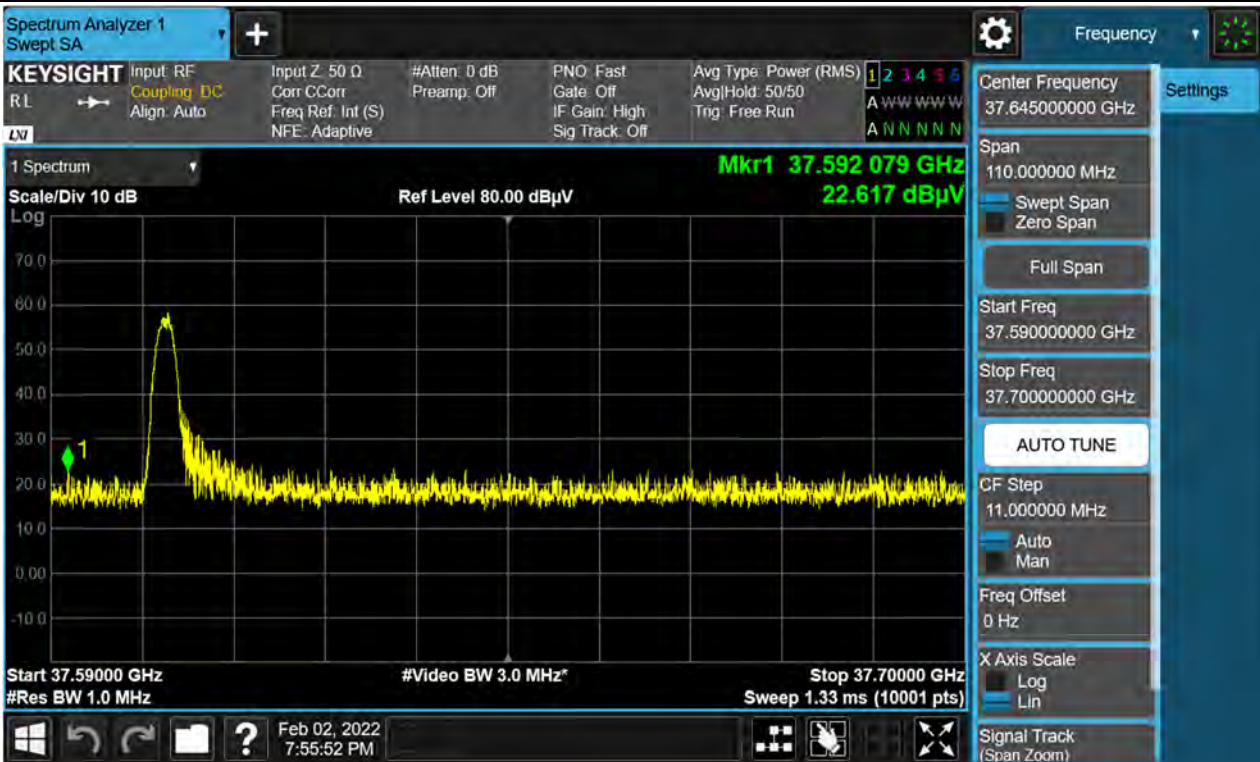 Spectrum Analyzer 1
Swept SA
+
Frequency
KEYSIGHT
RL
LXI
Input: RF
Coupling: DC
Align: Auto
Input Z: 50 Ω
Corr CCorr
Freq Ref: Int (S)
NFE: Adaptive
#Atten: 0 dB
Preamp: Off
PNO: Fast
Gate: Off
IF Gain: High
Sig Track: Off
Avg Type: Power (RMS)
Avg|Hold: 50/50
Trig: Free Run
1 2 3 4 5 6
A W W W W W
A N N N N N
1 Spectrum
Scale/Div 10 dB
Ref Level 80.00 dBµV
Mkr1 37.592 079 GHz
22.617 dBµV
Log
70.0
60.0
50.0
40.0
30.0
20.0
10.0
0.00
-10.0
1
Start 37.59000 GHz
#Video BW 3.0 MHz*
Stop 37.70000 GHz
#Res BW 1.0 MHz
Sweep 1.33 ms (10001 pts)
?
Feb 02, 2022
7:55:52 PM
Center Frequency
37.645000000 GHz
Span
110.000000 MHz
Swept Span
Zero Span
Full Span
Start Freq
37.590000000 GHz
Stop Freq
37.700000000 GHz
AUTO TUNE
CF Step
11.000000 MHz
Auto
Man
Freq Offset
0 Hz
X Axis Scale
Log
Lin
Signal Track
(Span Zoom)
Settings